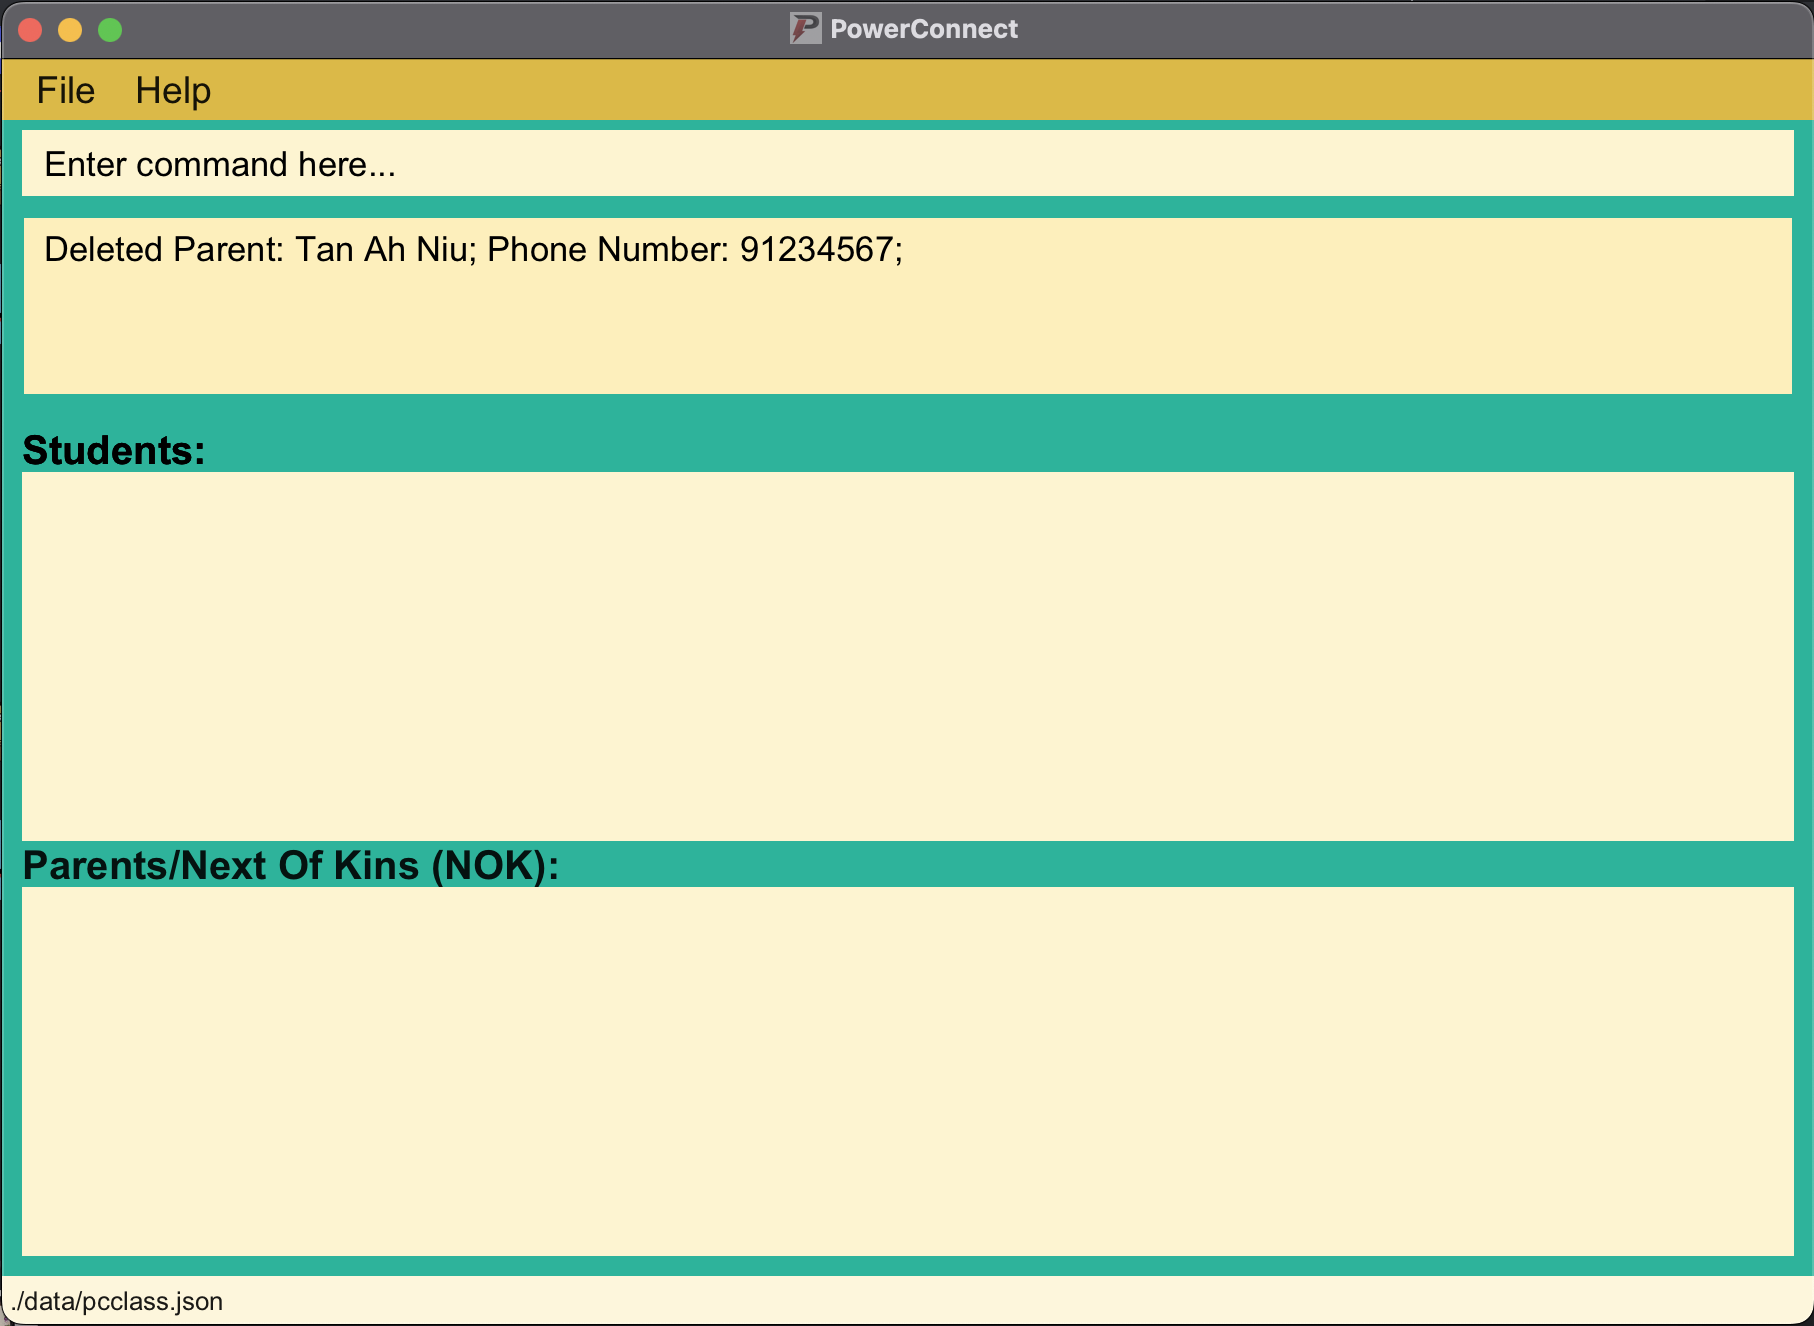 PowerConnect
File Help
Enter command here...
Deleted Parent: Tan Ah Niu; Phone Number: 91234567;
Students:
Parents/Next Of Kins (NOK):
./data/pcclass.json